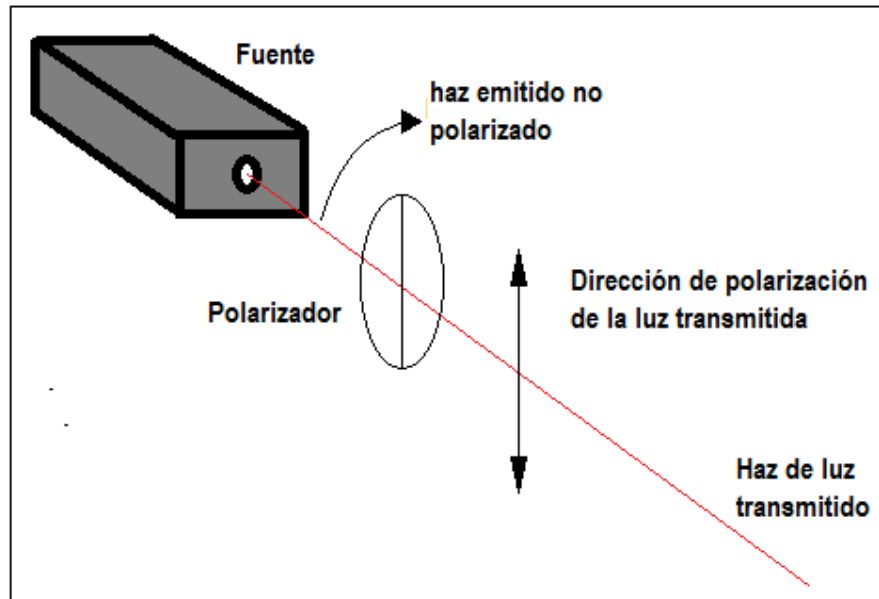 Fuente
haz emitido no
polarizado
Polarizador
Dirección de polarización
de la luz transmitida
Haz de luz
transmitido